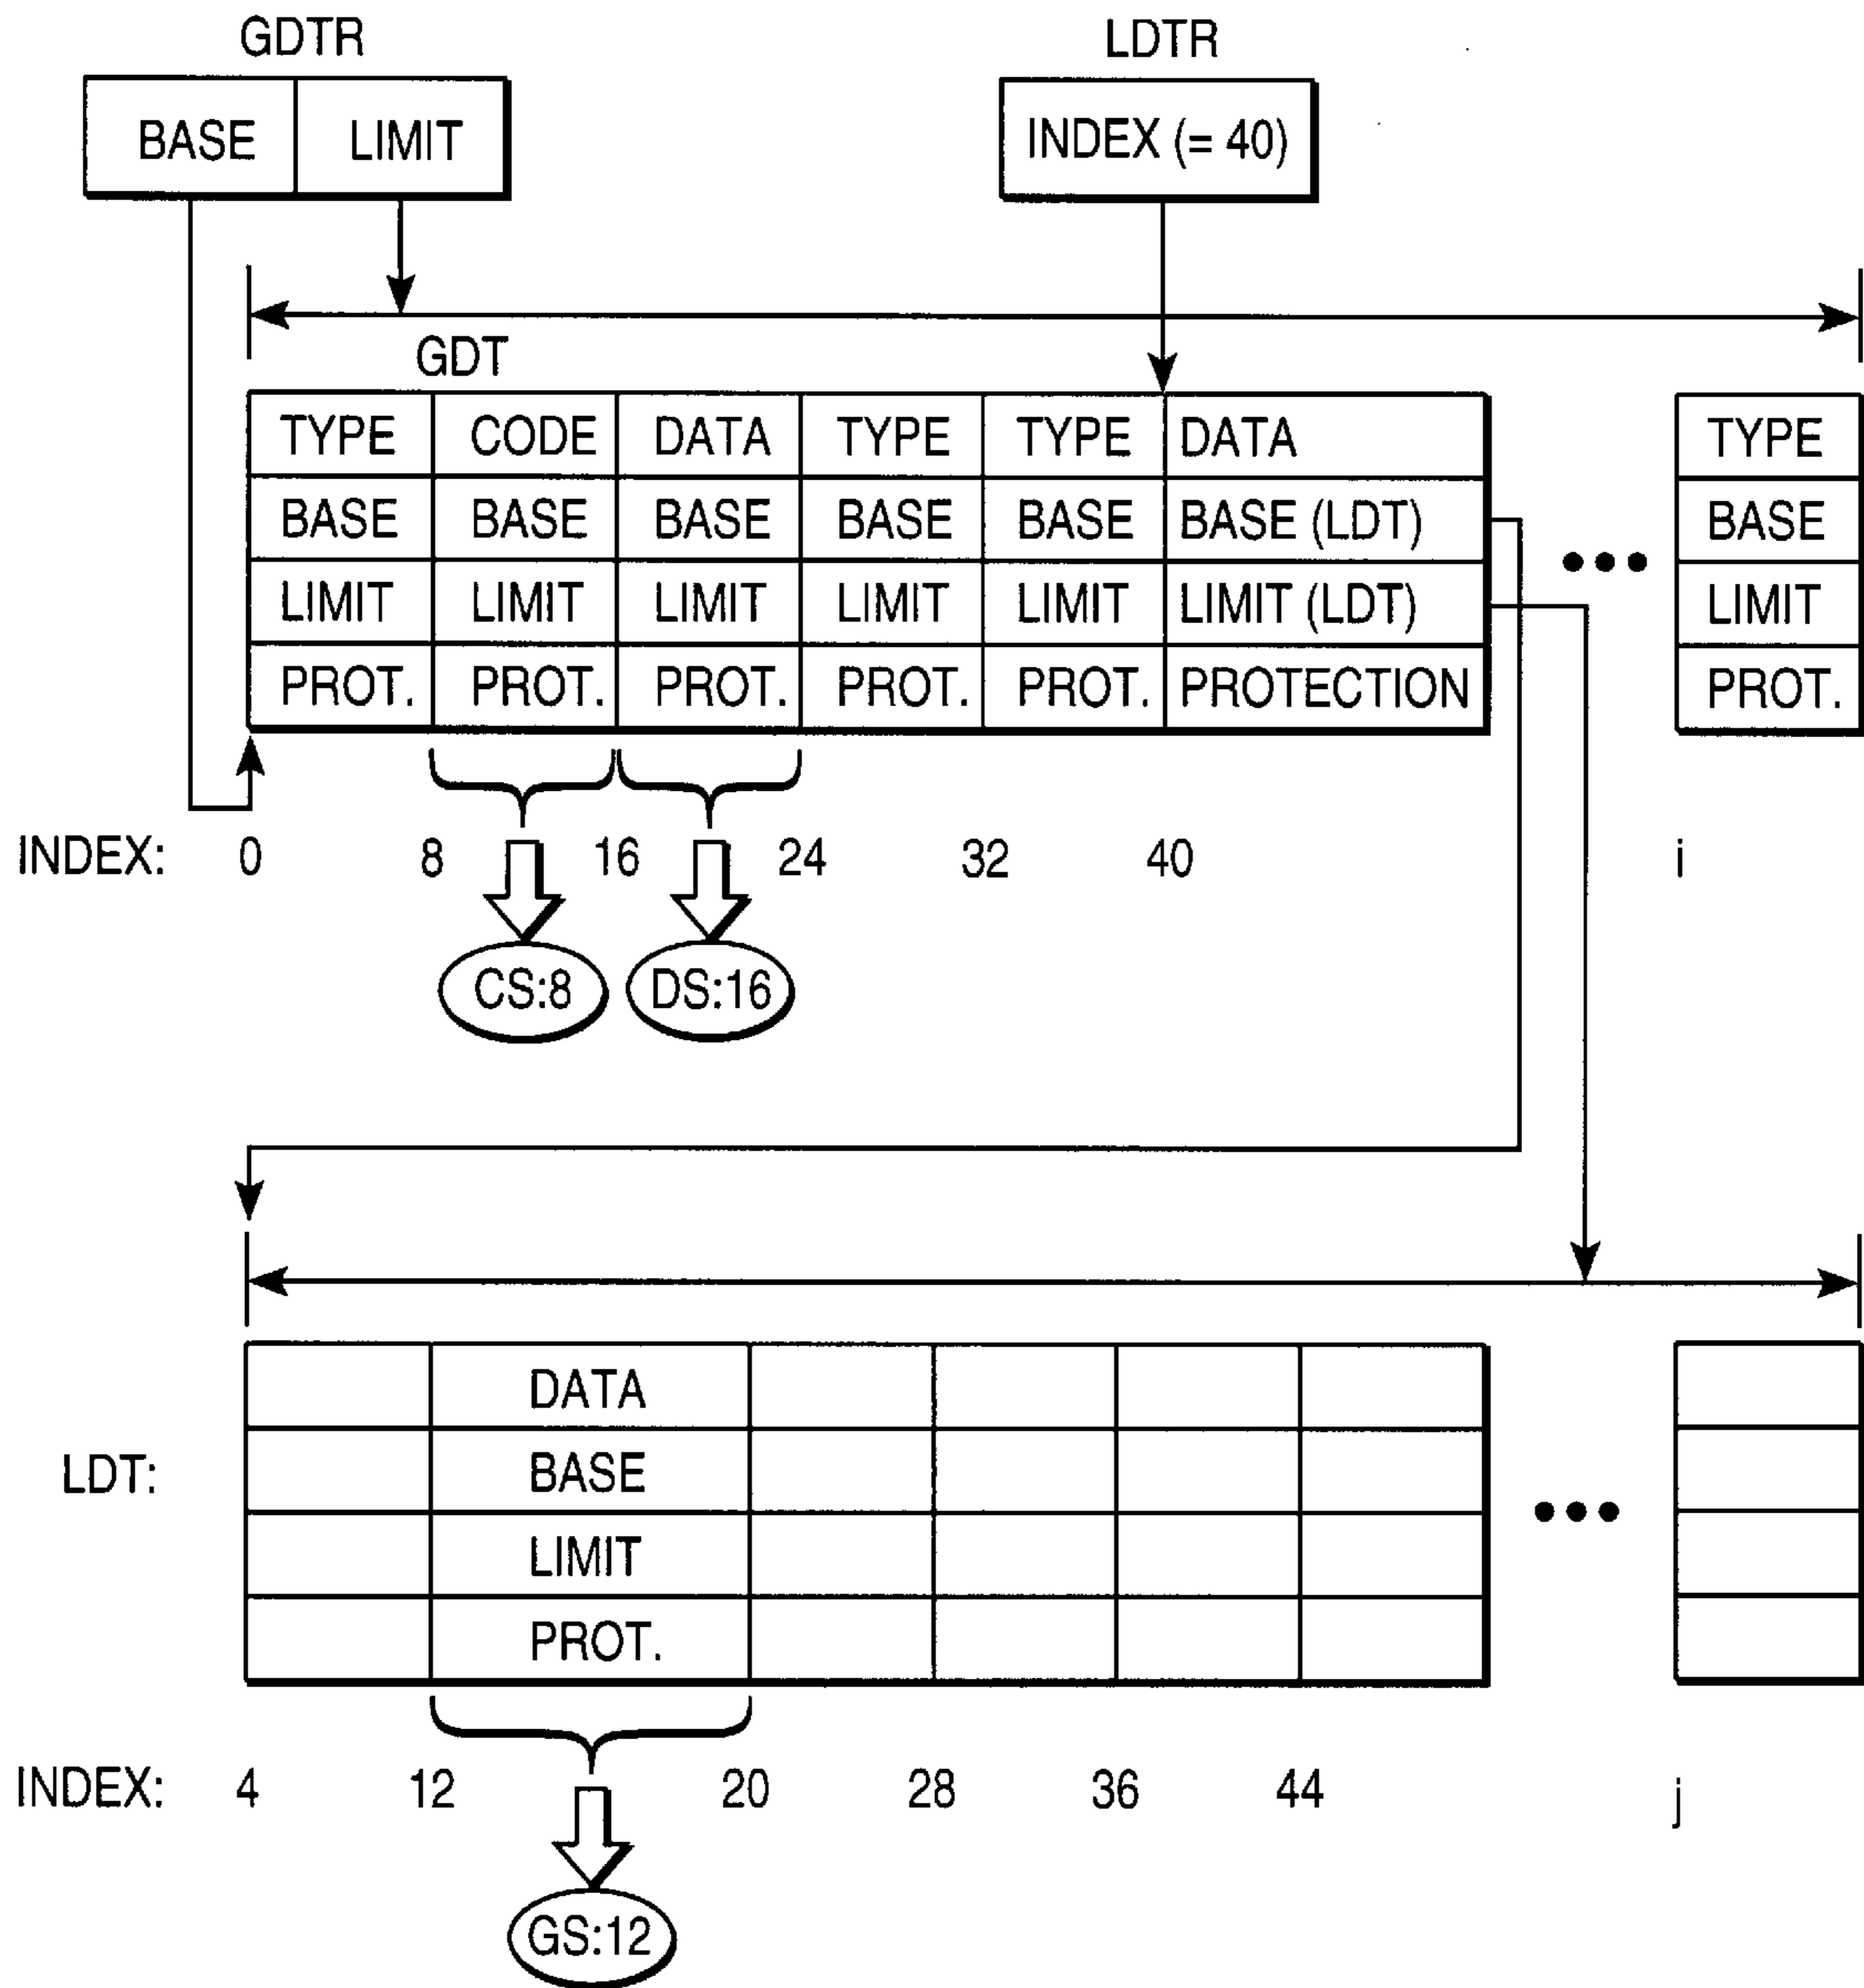 GDTR LDTR
BASE LIMIT INDEX (= 40)
GDT
TYPE CODE DATA TYPE TYPE DATA TYPE
BASE BASE BASE BASE BASE BASE (LDT) BASE
LIMIT LIMIT LIMIT LIMIT LIMIT LIMIT (LDT) LIMIT
PROT. PROT. PROT. PROT. PROT. PROTECTION PROT.
INDEX: 0 8 16 24 32 40 i
CS:8 DS:16
DATA
LDT: BASE
LIMIT
PROT.
INDEX: 4 12 20 28 36 44 j
GS:12